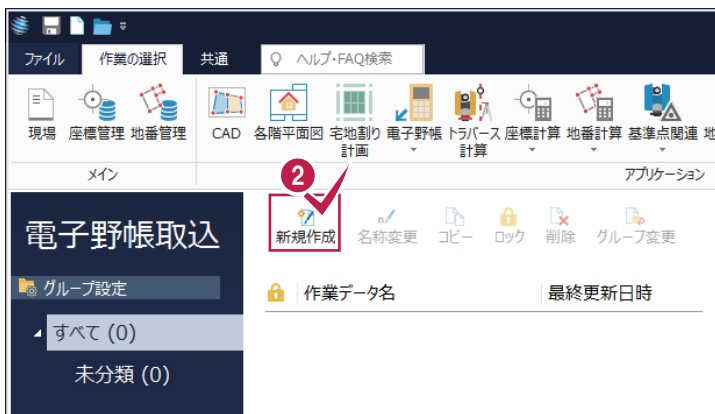 ファイル 作業の選択 共通 ヘルプ・FAQ検索
現場 座標管理 地番管理 CAD 各階平面図 宅地割り 電子野帳 トラバース 座標計算 地番計算 基準点関連 地
計画 計算
メイン アプリケーション
2
電子野帳取込
新規作成 名称変更 コピー ロック 削除 グループ変更
グループ設定
作業データ名 最終更新日時
すべて (0)
未分類 (0)